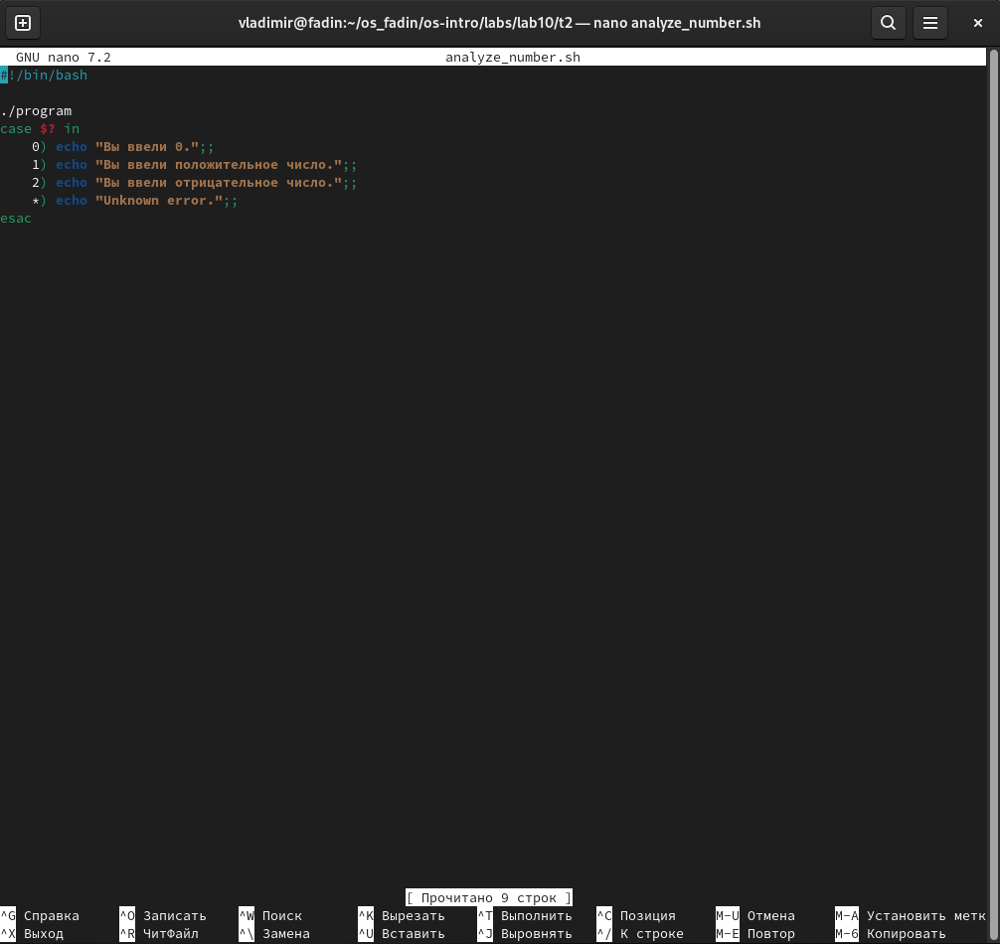 vladimir@fadin:~/os_fadin/os-intro/labs/lab10/t2 — nano analyze_number.sh
GNU nano 7.2 analyze_number.sh
#!/bin/bash
./program
case $? in
0) echo "Вы ввели 0.";;
1) echo "Вы ввели положительное число.";;
2) echo "Вы ввели отрицательное число.";;
*) echo "Unknown error.";;
esac
[ Прочитано 9 строк ]
^G Справка ^O Записать ^W Поиск ^K Вырезать ^T Выполнить ^C Позиция M-U Отмена M-A Установить метк
^X Выход ^R ЧитФайл ^\ Замена ^U Вставить ^J Выровнять ^/ К строке M-E Повтор M-6 Копировать